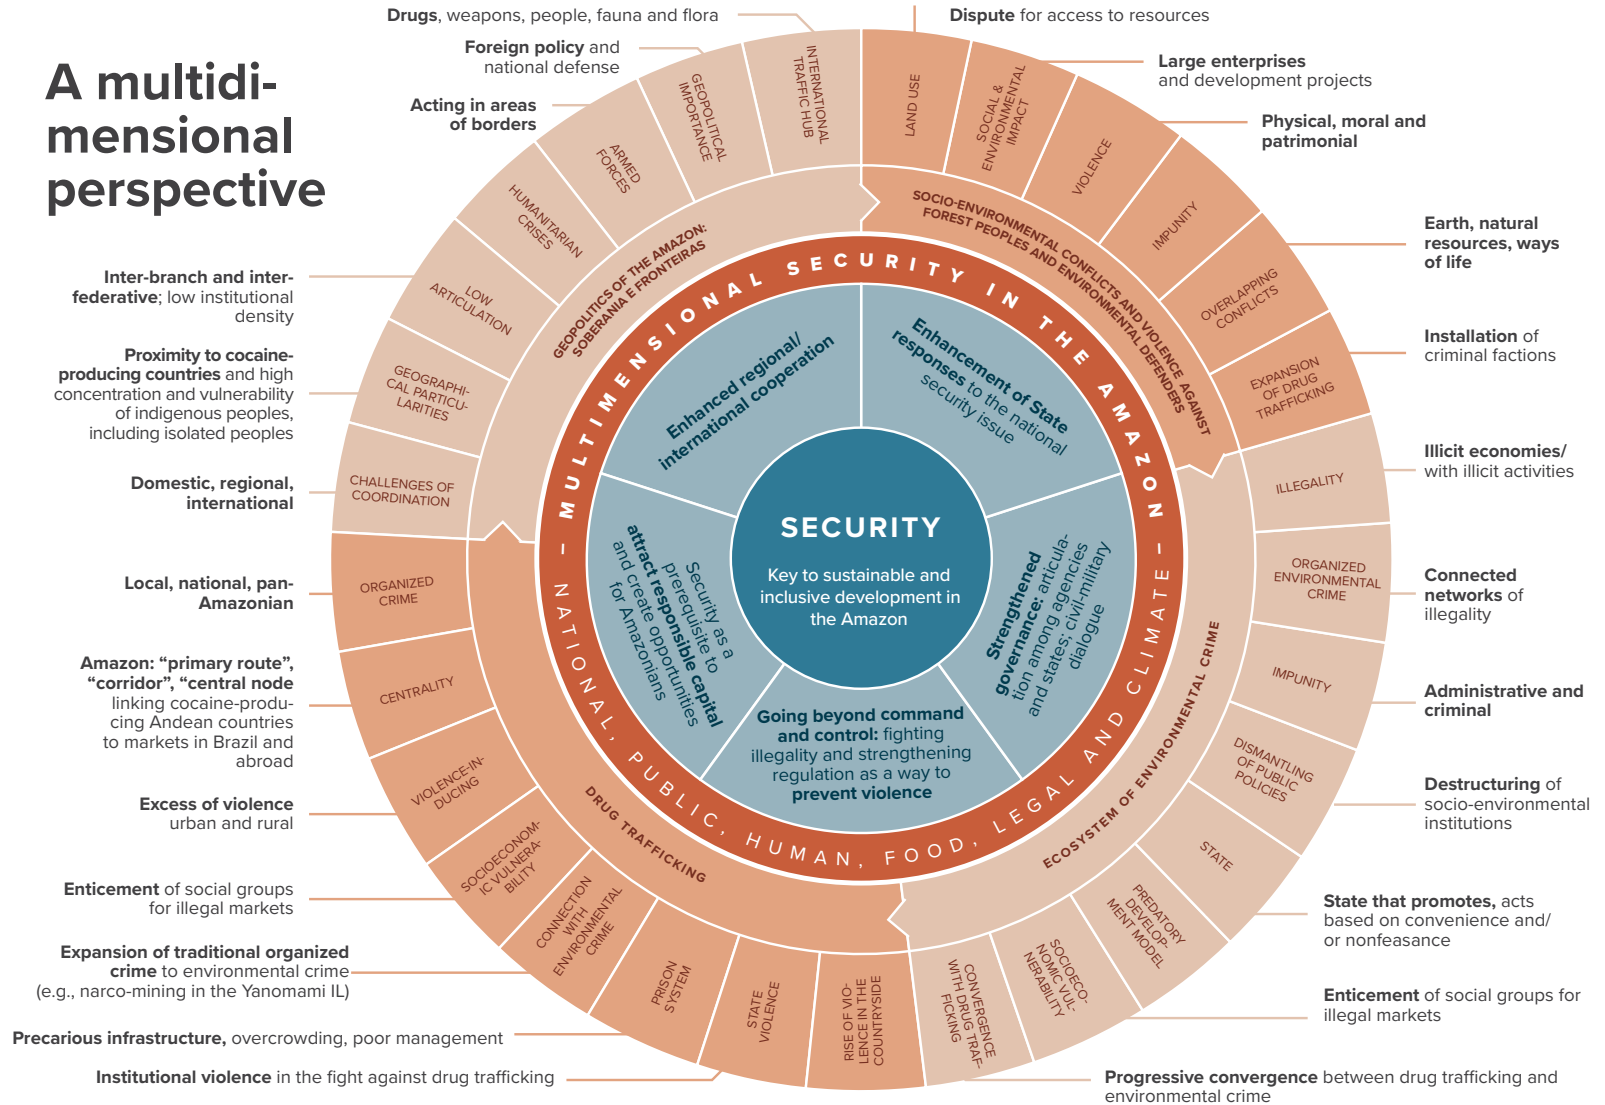 A multidi-
mensional
perspective
Drugs, weapons, people, fauna and flora
Foreign policy and
national defense
Acting in areas
of borders
Inter-branch and inter-
federative; low institutional
density
Proximity to cocaine-
producing countries and high
concentration and vulnerability
of indigenous peoples,
including isolated peoples
Domestic, regional,
international
Local, national, pan-
Amazonian
Amazon: “primary route”,
“corridor”, “central node
linking cocaine-produ-
cing Andean countries
to markets in Brazil and
abroad
Excess of violence
urban and rural
Enticement of social groups
for illegal markets
Expansion of traditional organized
crime to environmental crime
(e.g., narco-mining in the Yanomami IL)
Precarious infrastructure, overcrowding, poor management
Institutional violence in the fight against drug trafficking
Dispute for access to resources
Large enterprises
and development projects
Physical, moral and
patrimonial
Earth, natural
resources, ways
of life
Installation of
criminal factions
Illicit economies/
with illicit activities
Connected
networks of
illegality
Administrative and
criminal
Destructuring of
socio-environmental
institutions
State that promotes, acts
based on convenience and/
or nonfeasance
Enticement of social groups for
illegal markets
Progressive convergence between drug trafficking and
environmental crime
LAND USE
SOCIAL &
ENVIRONMENTAL
IMPACT
VIOLENCE
IMPUNITY
OVERLAPPING
CONFLICTS
EXPANSION
OF DRUG
TRAFFICKING
ILLEGALITY
ORGANIZED
ENVIRONMENTAL
CRIME
IMPUNITY
DISMANTLING
OF PUBLIC
POLICIES
STATE
PREDATORY
DEVELOP-
MENT MODEL
SOCIOECO-
NOMIC VUL-
NERABILITY
CONVERGENCE
WITH DRUG TRAF-
FICKING
RISE OF VIO-
LENCE IN THE
COUNTRYSIDE
STATE
VIOLENCE
PRISON
SYSTEM
CONNECTION
WITH
ENVIRONMENTAL
CRIME
SOCIOECONOM-
IC VULNERA-
BILITY
VIOLENCE-IN-
DUCING
CENTRALITY
ORGANIZED
CRIME
CHALLENGES OF
COORDINATION
GEOGRAPHI-
CAL PARTICU-
LARITIES
LOW
ARTICULATION
HUMANITARIAN
CRISES
ARMED
FORCES
GEOPOLITICAL
IMPORTANCE
INTERNATIONAL
TRAFFIC HUB
SOCIO-ENVIRONMENTAL CONFLICTS AND VIOLENCE AGAINST
FOREST PEOPLES AND ENVIRONMENTAL DEFENDERS
ECOSYSTEM OF ENVIRONMENTAL CRIME
DRUG TRAFFICKING
GEOPOLITICS OF THE AMAZON:
SOBERANIA E FRONTEIRAS
– MULTIMENSIONAL SECURITY IN THE AMAZON –
NATIONAL, PUBLIC, HUMAN, FOOD, LEGAL AND CLIMATE
Enhanced regional/
international cooperation
Enhancement of State
responses to the national
security issue
Strengthened
governance: articula-
tion among agencies
and states; civil-military
dialogue
Going beyond command
and control: fighting
illegality and strengthening
regulation as a way to
prevent violence
Security as a
prerequisite to
attract responsible capital
and create opportunities
for Amazonians
SECURITY
Key to sustainable and
inclusive development in
the Amazon